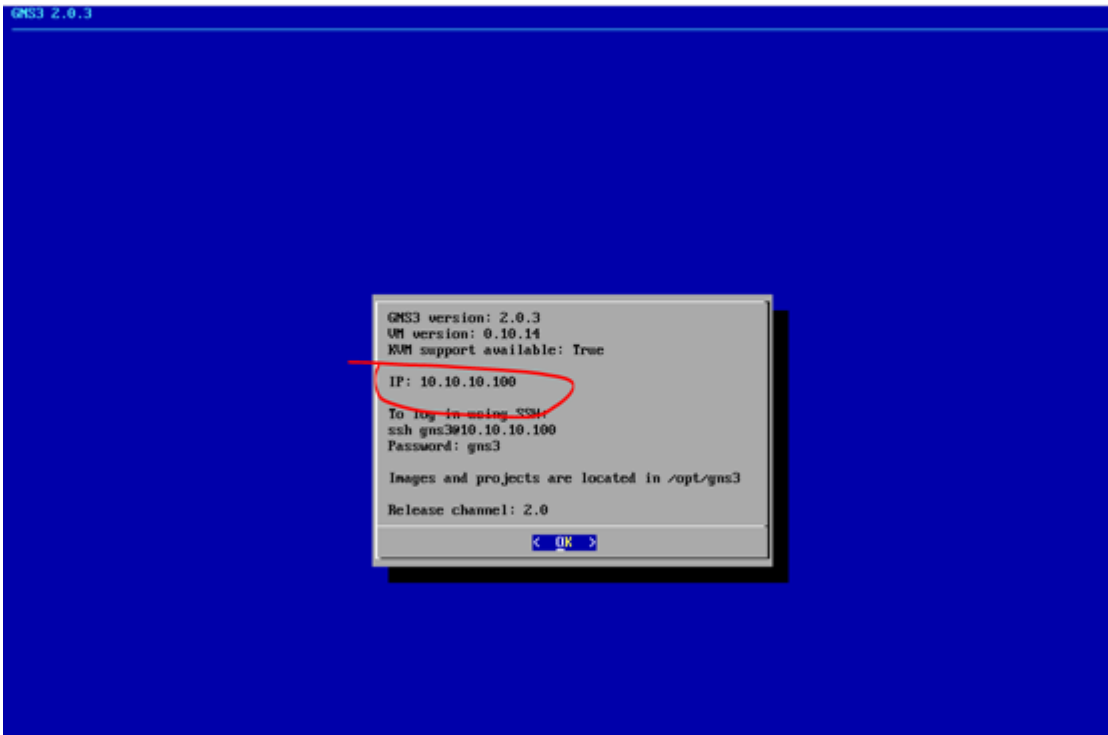 GNS3 2.0.3
GNS3 version: 2.0.3
VM version: 0.10.14
KVM support available: True
IP: 10.10.10.100
To log in using SSH:
ssh gns3@10.10.10.100
Password: gns3
Images and projects are located in /opt/gns3
Release channel: 2.0
< OK >